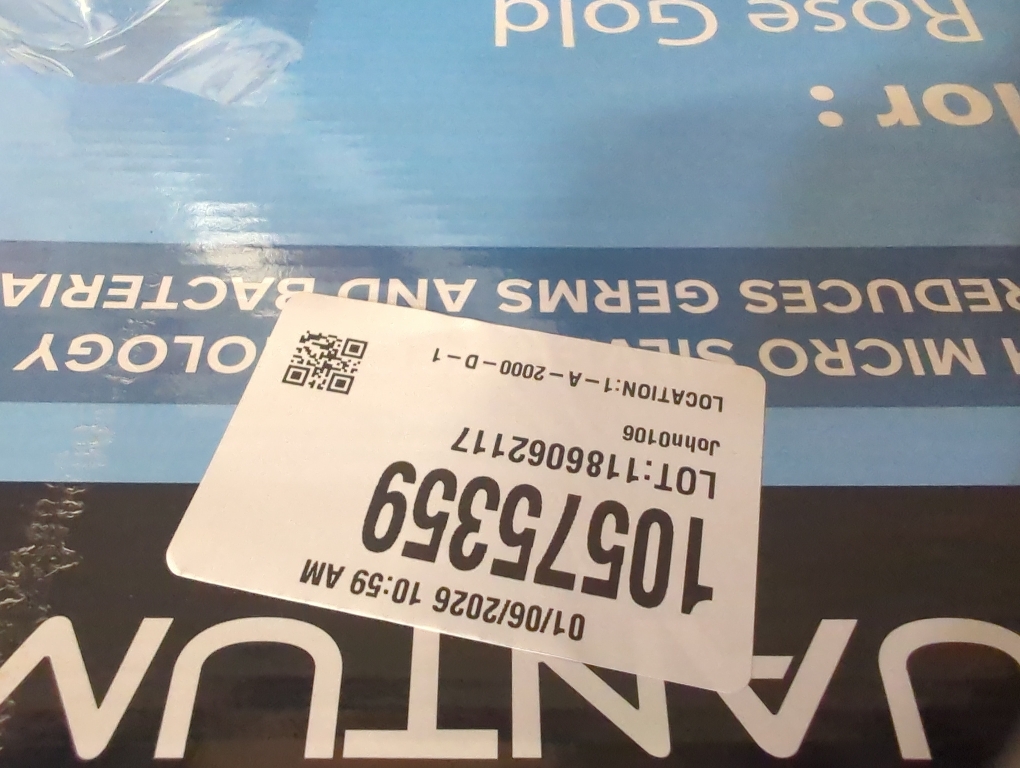 UANTUM
01/06/2026 10:59 AM
10575359
LOT:1186062117
John0106
LOCATION:1-A-2000-D-1
MICRO OLOGY
REDUCES GERMS AND BACTERIA
lor :
Rose Gold